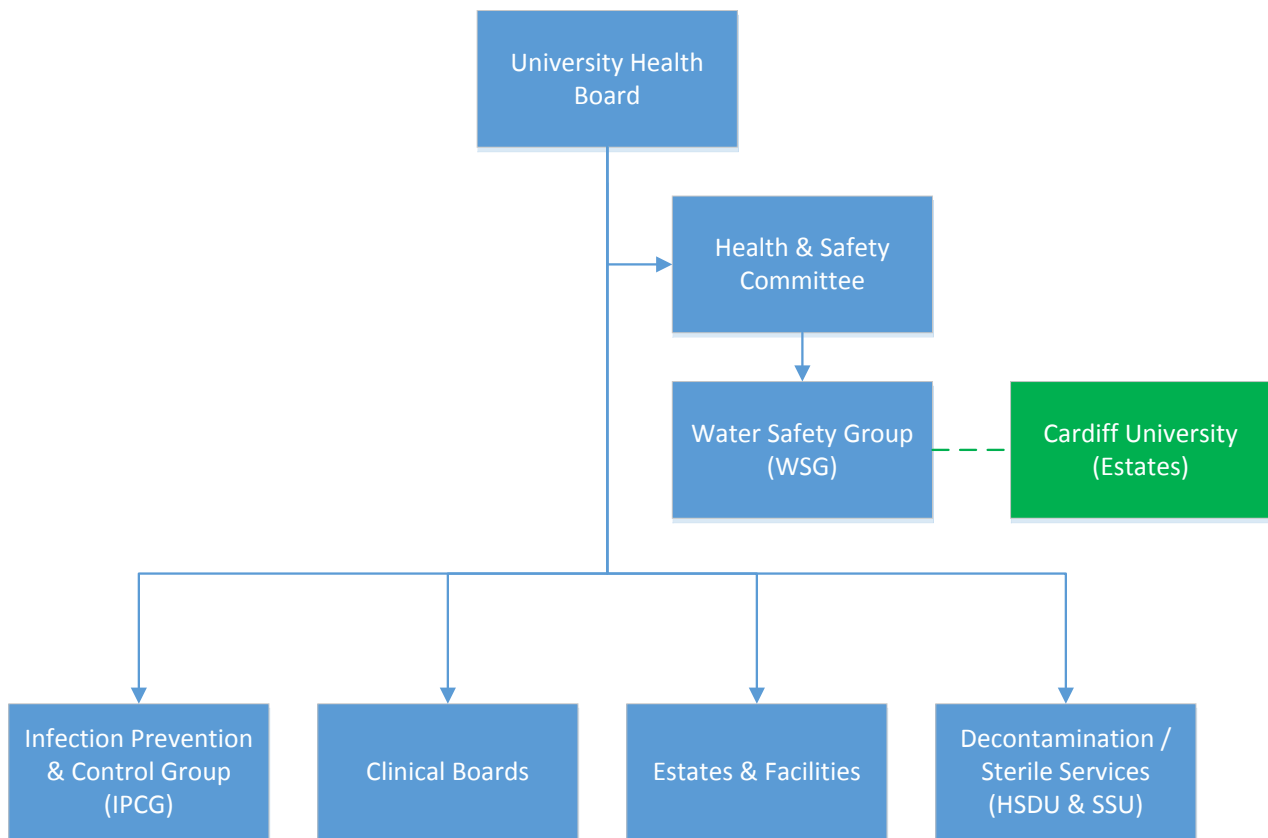 University Health
Board
Health & Safety
Committee
Water Safety Group
(WSG)
Cardiff University
(Estates)
Infection Prevention
& Control Group
(IPCG)
Clinical Boards
Estates & Facilities
Decontamination /
Sterile Services
(HSDU & SSU)